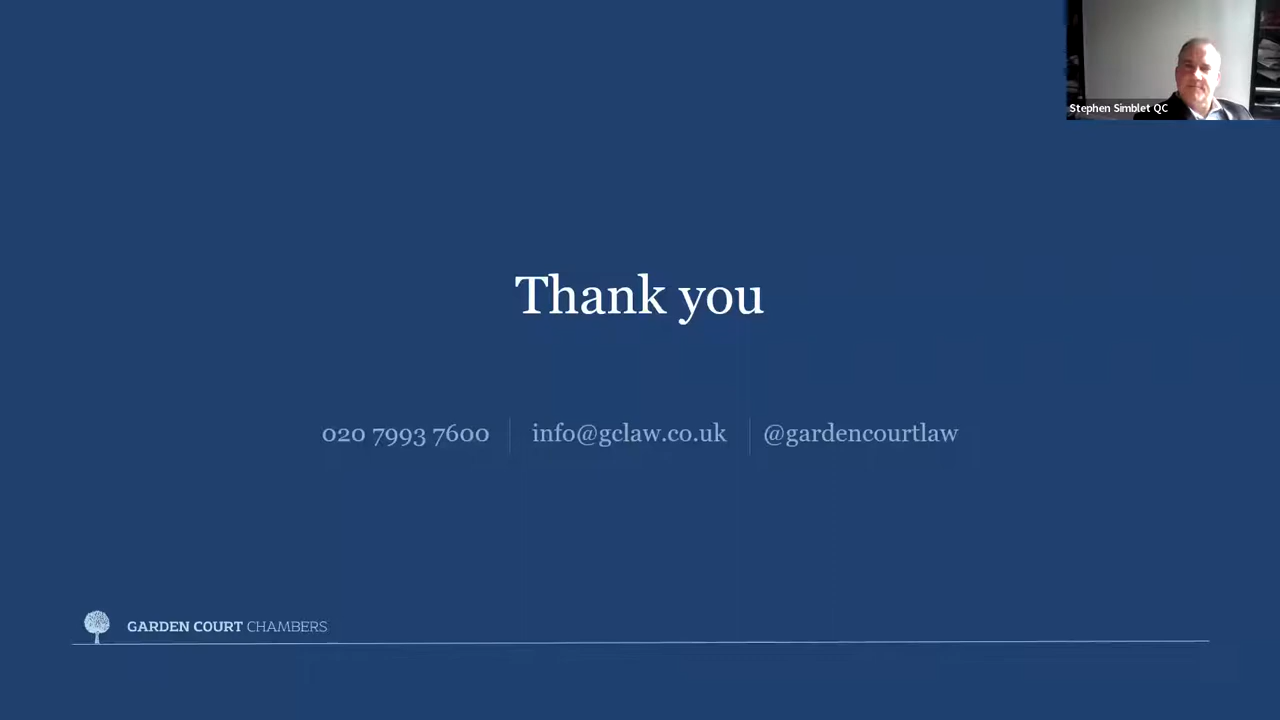 Stephen Simblet QC
Thank you
020 7993 7600
info@gclaw.co.uk
@gardencourtlaw
GARDEN COURT CHAMBERS